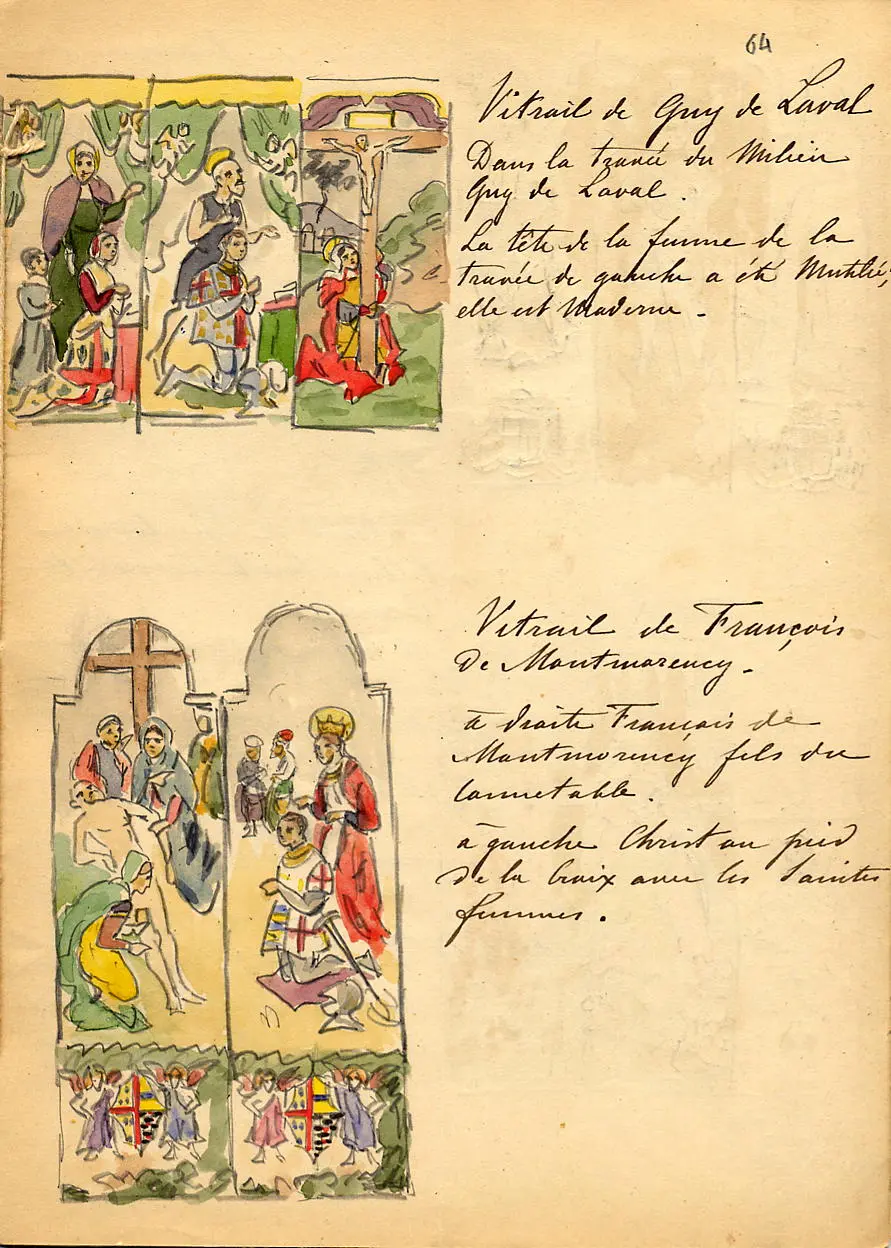 64
Vitrail de Guy de Laval
Dans la travée du Milieu
Guy de Laval.
La tête de la femme de la
travée de gauche a été Mutilée,
elle est Moderne.
Vitrail de François
de Montmorency.
à droite François de
Montmorency fils du
Connetable.
à gauche Christ au pied
de la Croix avec les Saintes
femmes.